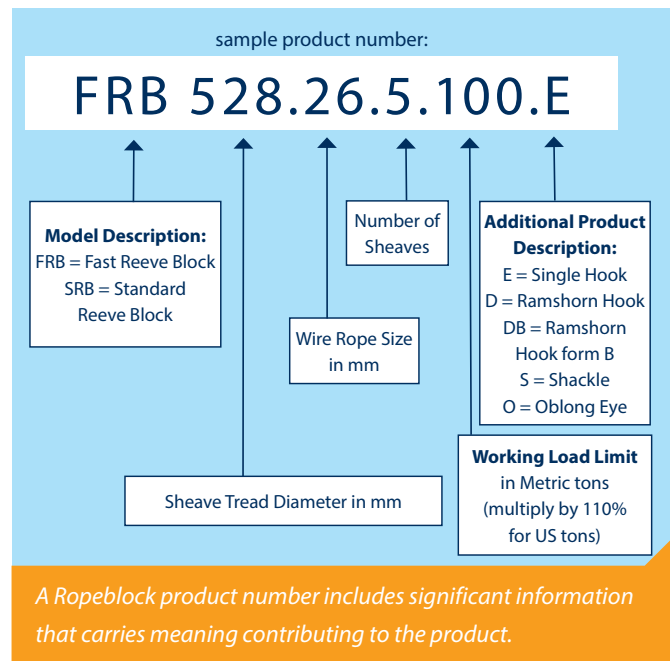 sample product number:
FRB 528.26.5.100.E
Model Description:
FRB = Fast Reeve Block
SRB = Standard
Reeve Block
Sheave Tread Diameter in mm
Wire Rope Size
in mm
Number of
Sheaves
Working Load Limit
in Metric tons
(multiply by 110%
for US tons)
Additional Product
Description:
E = Single Hook
D = Ramshorn Hook
DB = Ramshorn
Hook form B
S = Shackle
O = Oblong Eye
A Ropeblock product number includes significant information
that carries meaning contributing to the product.